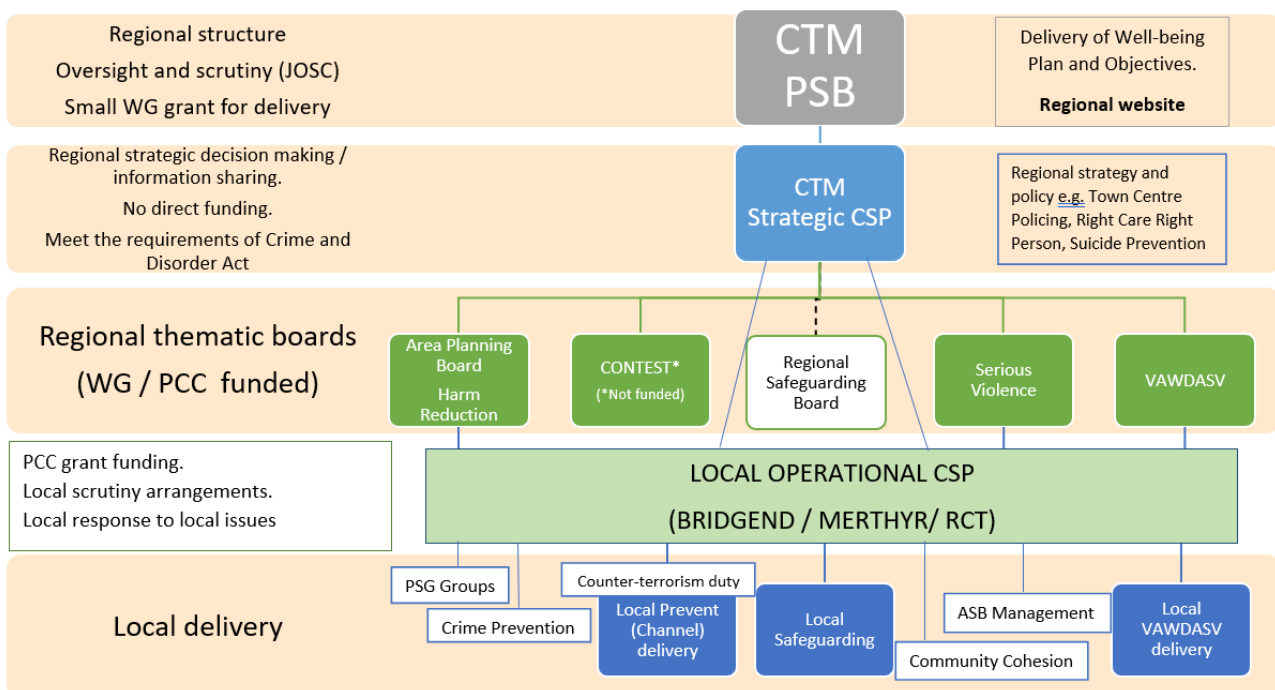 Regional structure
Oversight and scrutiny (JOSC)
Small WG grant for delivery
CTM
PSB
Delivery of Well-being
Plan and Objectives.
Regional website
Regional strategic decision making /
information sharing.
No direct funding.
Meet the requirements of Crime and
Disorder Act
CTM
Strategic CSP
Regional strategy and
policy e.g. Town Centre
Policing, Right Care Right
Person, Suicide Prevention
Regional thematic boards
(WG / PCC funded)
Area Planning
Board
Harm
Reduction
CONTEST*
(*Not funded)
Regional
Safeguarding
Board
Serious
Violence
VAWDASV
PCC grant funding.
Local scrutiny arrangements.
Local response to local issues
LOCAL OPERATIONAL CSP
(BRIDGEND / MERTHYR/ RCT)
Local delivery
PSG Groups
Crime Prevention
Counter-terrorism duty
Local Prevent
(Channel)
delivery
Local
Safeguarding
Community Cohesion
ASB Management
Local
VAWDASV
delivery